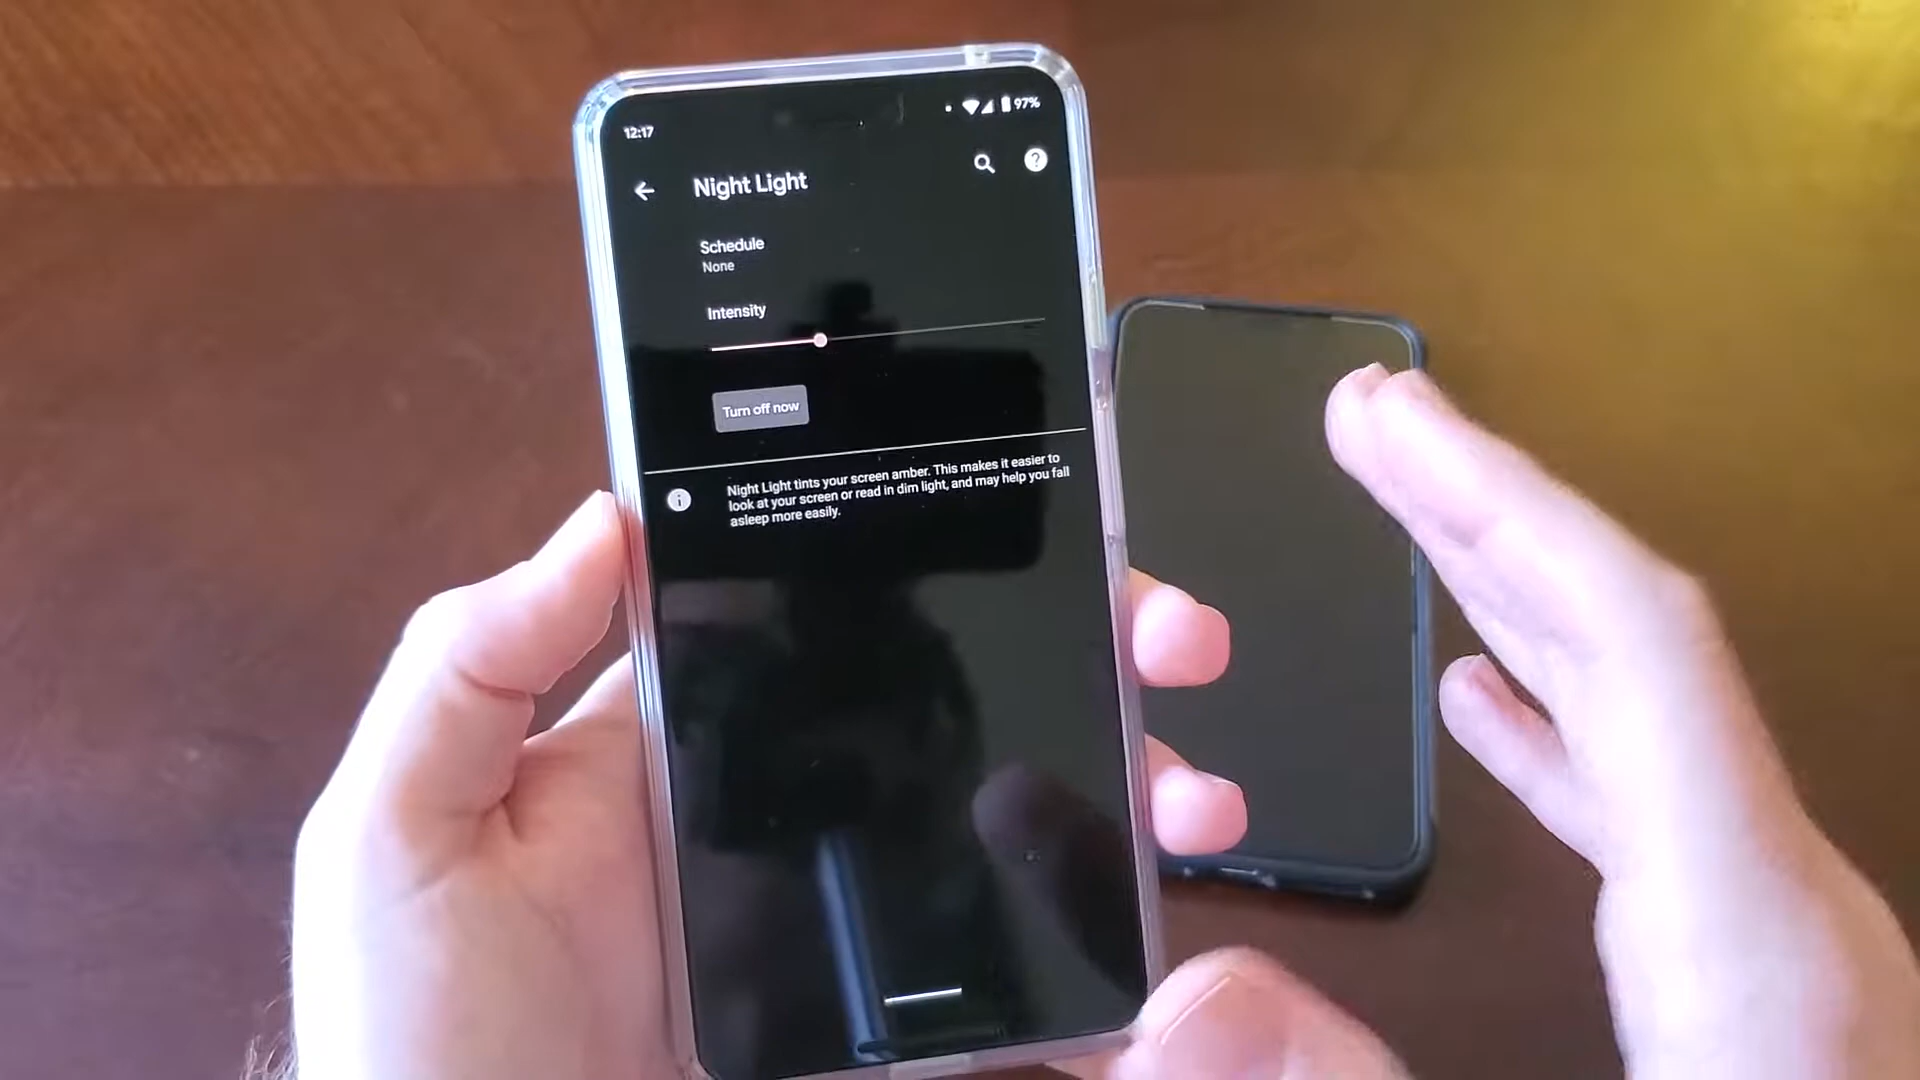 12:17
97%
Night Light
Schedule
None
Intensity
Turn off now
Night Light tints your screen amber. This makes it easier to
look at your screen or read in dim light, and may help you fall
asleep more easily.